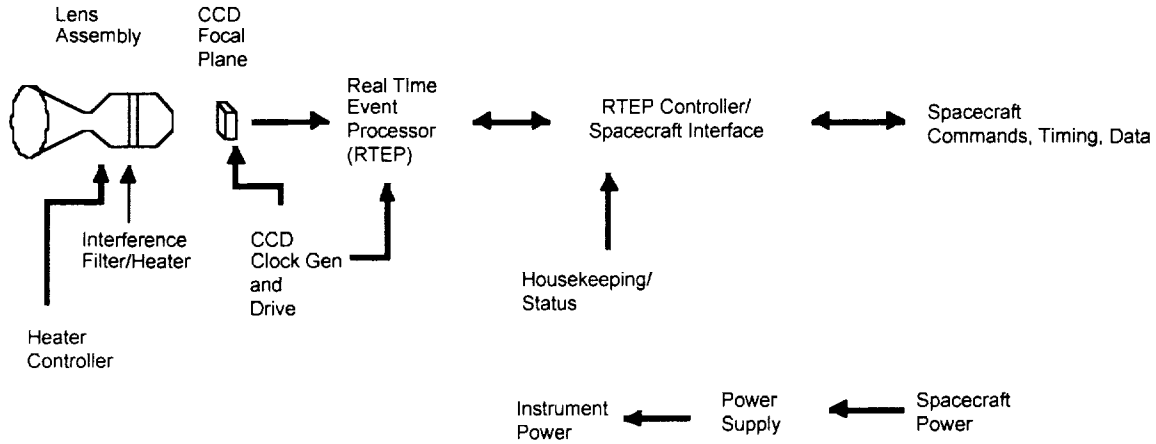 Lens
Assembly
CCD
Focal
Plane
Real TIme
Event
Processor
(RTEP)
RTEP Controller/
Spacecraft Interface
Spacecraft
Commands, Timing, Data
Interference
Filter/Heater
CCD
Clock Gen
and
Drive
Housekeeping/
Status
Heater
Controller
Instrument
Power
Power
Supply
Spacecraft
Power